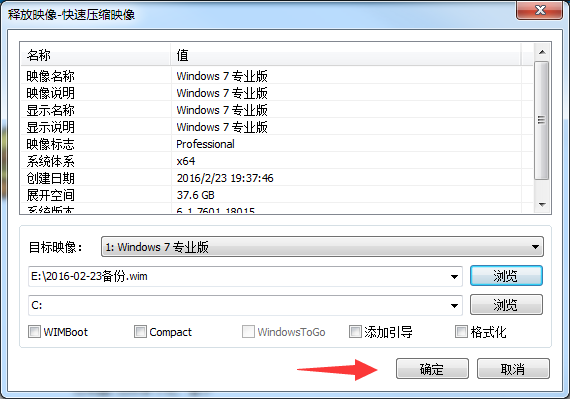 释放映像-快速压缩映像
名称 值
映像名称 Windows 7 专业版
映像说明 Windows 7 专业版
显示名称 Windows 7 专业版
显示说明 Windows 7 专业版
映像标志 Professional
系统体系 x64
创建日期 2016/2/23 19:37:46
展开空间 37.6 GB
系统版本 6.1.7601.18015
目标映像: 1: Windows 7 专业版
E:\2016-02-23备份.wim 浏览
C: 浏览
WIMBoot Compact WindowsToGo 添加引导 格式化
确定 取消